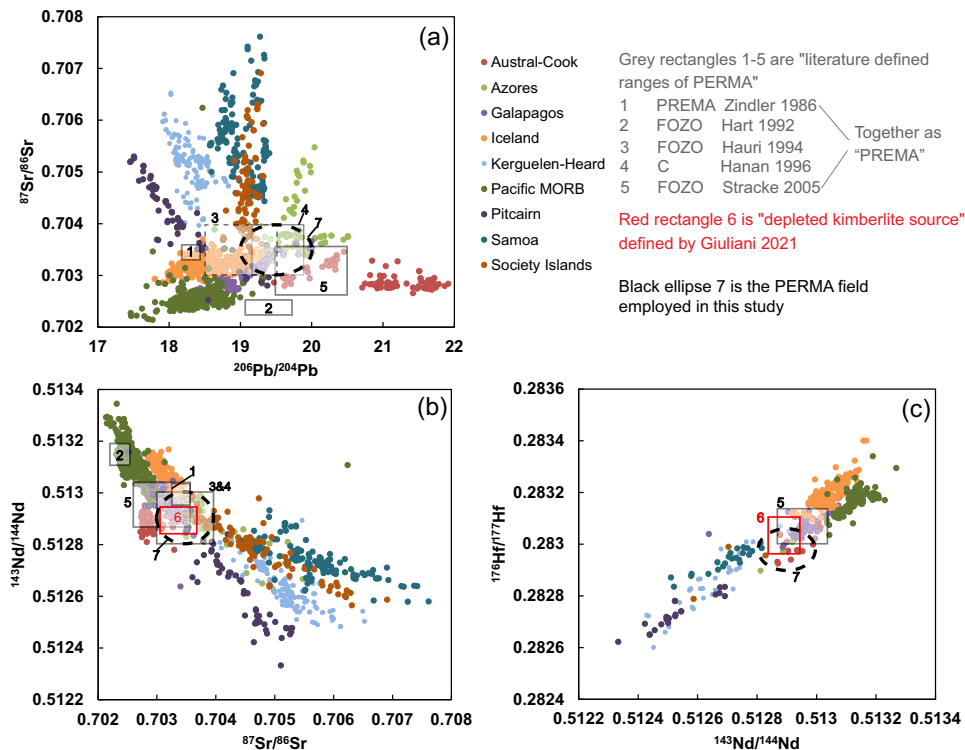 (a)
0.708
0.707
0.706
0.705
0.704
0.703
0.702
87Sr/86Sr
17 18 19 20 21 22
206Pb/204Pb
1
2
3
4
5
7
Austral-Cook
Azores
Galapagos
Iceland
Kerguelen-Heard
Pacific MORB
Pitcairn
Samoa
Society Islands
Grey rectangles 1-5 are "literature defined
ranges of PERMA"
1 PREMA Zindler 1986
2 FOZO Hart 1992
3 FOZO Hauri 1994
4 C Hanan 1996
5 FOZO Stracke 2005
Together as
“PREMA”
Red rectangle 6 is "depleted kimberlite source"
defined by Giuliani 2021
Black ellipse 7 is the PERMA field
employed in this study
(b)
0.5134
0.5132
0.513
0.5128
0.5126
0.5124
0.5122
143Nd/144Nd
0.702 0.703 0.704 0.705 0.706 0.707 0.708
87Sr/86Sr
2
1
5
3&4
6
7
(c)
0.2836
0.2834
0.2832
0.283
0.2828
0.2826
0.2824
176Hf/177Hf
0.5122 0.5124 0.5126 0.5128 0.513 0.5132 0.5134
143Nd/144Nd
5
6
7